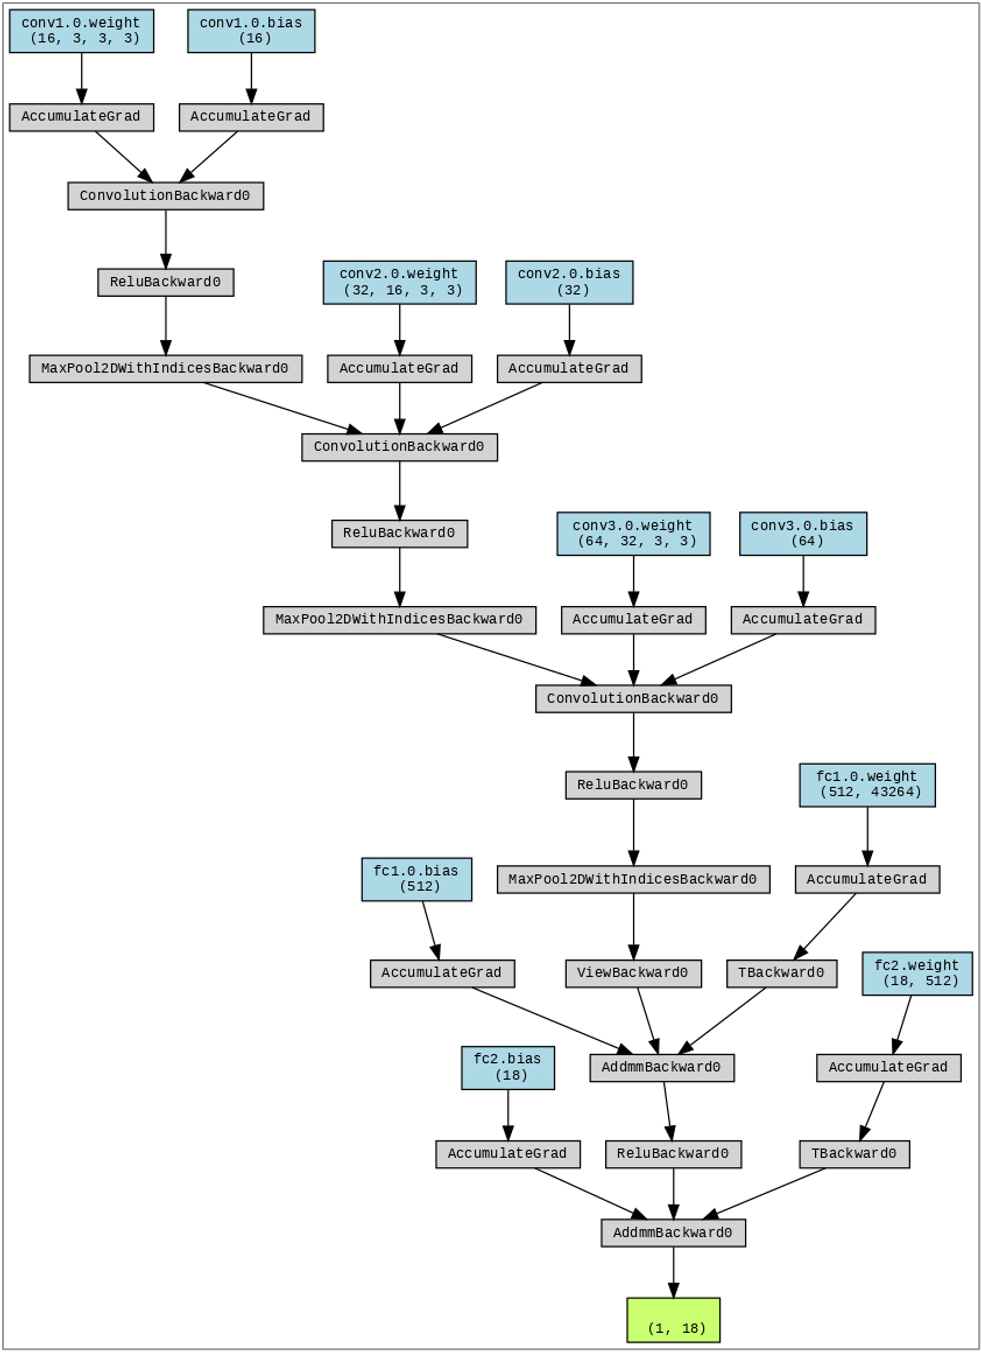 conv1.0.weight
(16, 3, 3, 3)
conv1.0.bias
(16)
AccumulateGrad
AccumulateGrad
ConvolutionBackward0
ReluBackward0
conv2.0.weight
(32, 16, 3, 3)
conv2.0.bias
(32)
MaxPool2DWithIndicesBackward0
AccumulateGrad
AccumulateGrad
ConvolutionBackward0
ReluBackward0
conv3.0.weight
(64, 32, 3, 3)
conv3.0.bias
(64)
MaxPool2DWithIndicesBackward0
AccumulateGrad
AccumulateGrad
ConvolutionBackward0
ReluBackward0
fc1.0.weight
(512, 43264)
fc1.0.bias
(512)
MaxPool2DWithIndicesBackward0
AccumulateGrad
AccumulateGrad
ViewBackward0
TBackward0
fc2.weight
(18, 512)
fc2.bias
(18)
AddmmBackward0
AccumulateGrad
AccumulateGrad
ReluBackward0
TBackward0
AddmmBackward0
(1, 18)